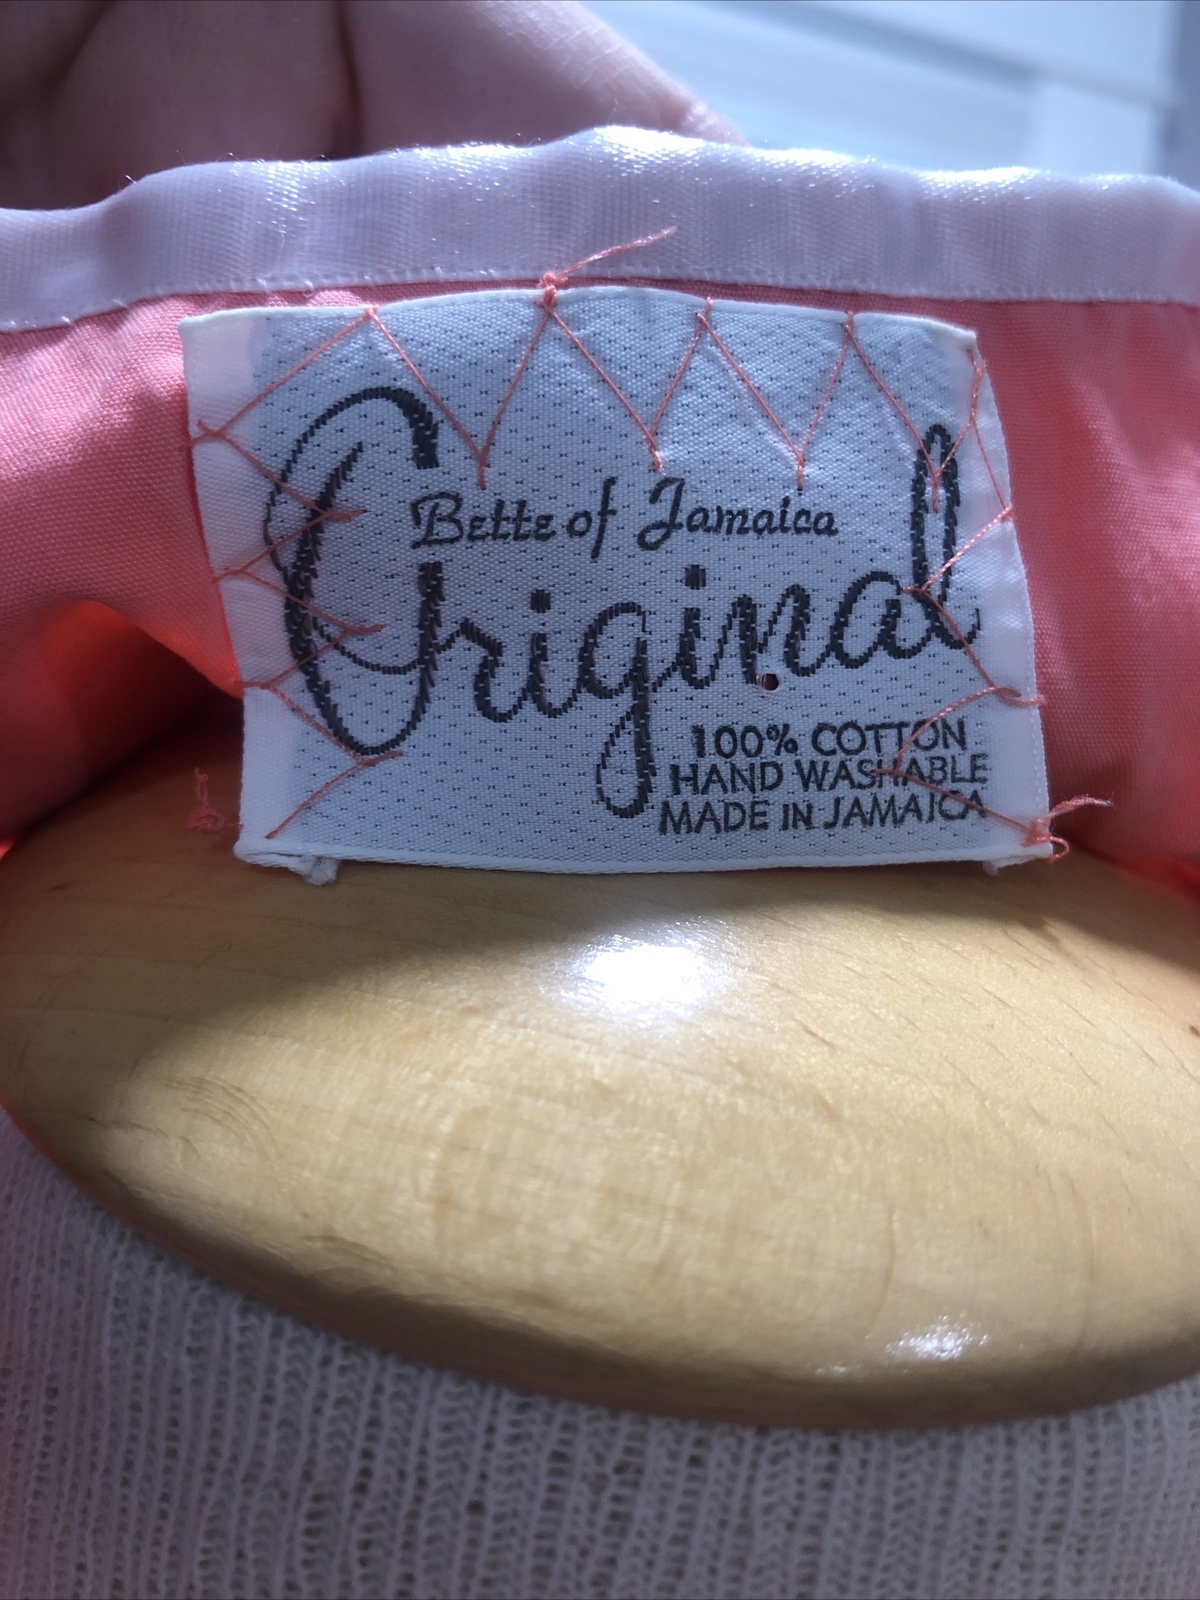 Bette of Jamaica
Original
100% COTTON
HAND WASHABLE
MADE IN JAMAICA